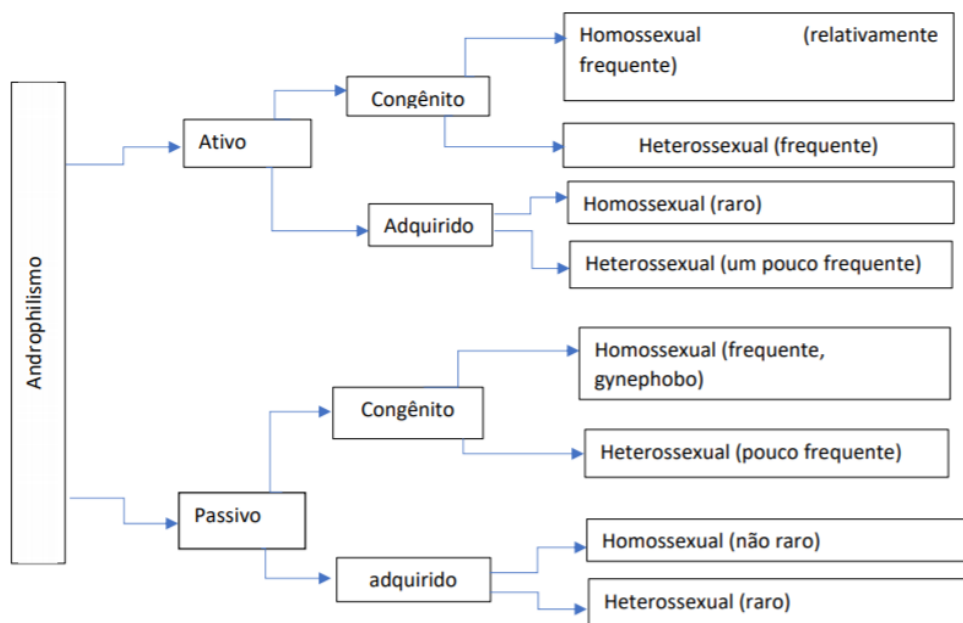 Androphilismo
Ativo
Congênito
Homossexual (relativamente
frequente)
Heterossexual (frequente)
Adquirido
Homossexual (raro)
Heterossexual (um pouco frequente)
Passivo
Congênito
Homossexual (frequente,
gynephobo)
Heterossexual (pouco frequente)
adquirido
Homossexual (não raro)
Heterossexual (raro)